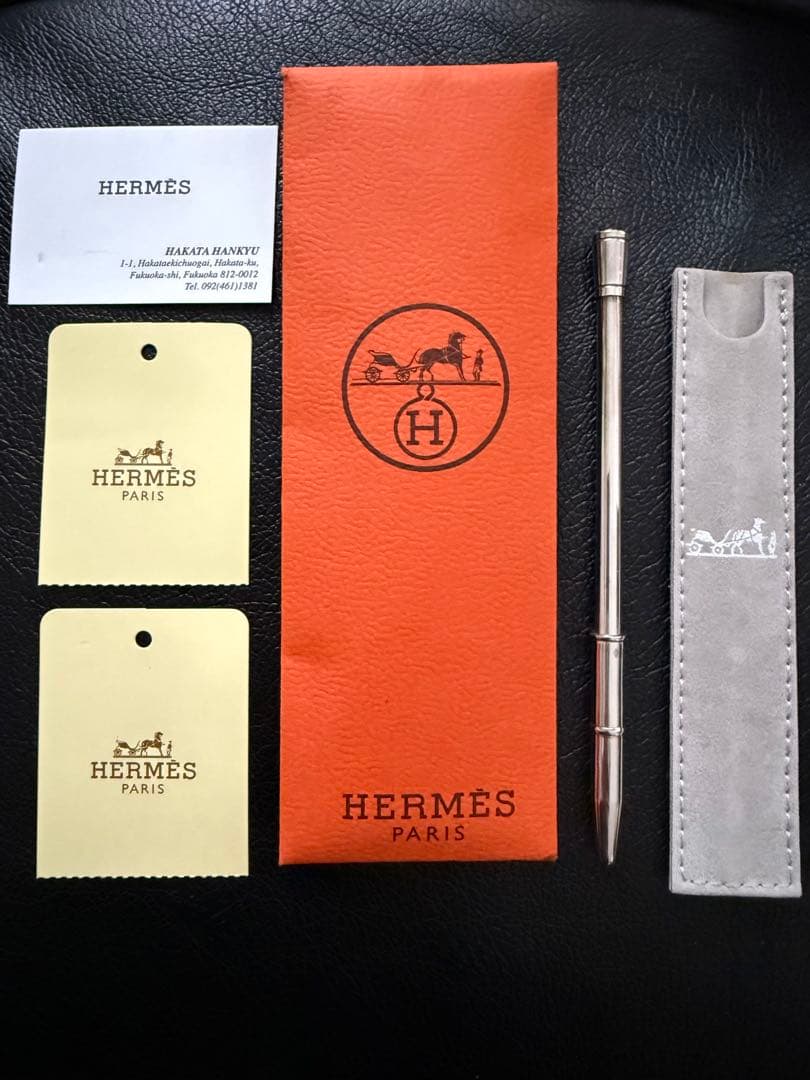 HERMÈS
HAKATA HANKYU
1-1, Hakataekichuogai, Hakata-ku,
Fukuoka-shi, Fukuoka 812-0012
Tel. 092(461)1381
HERMÈS
PARIS
HERMÈS
PARIS
H
HERMÈS
PARIS